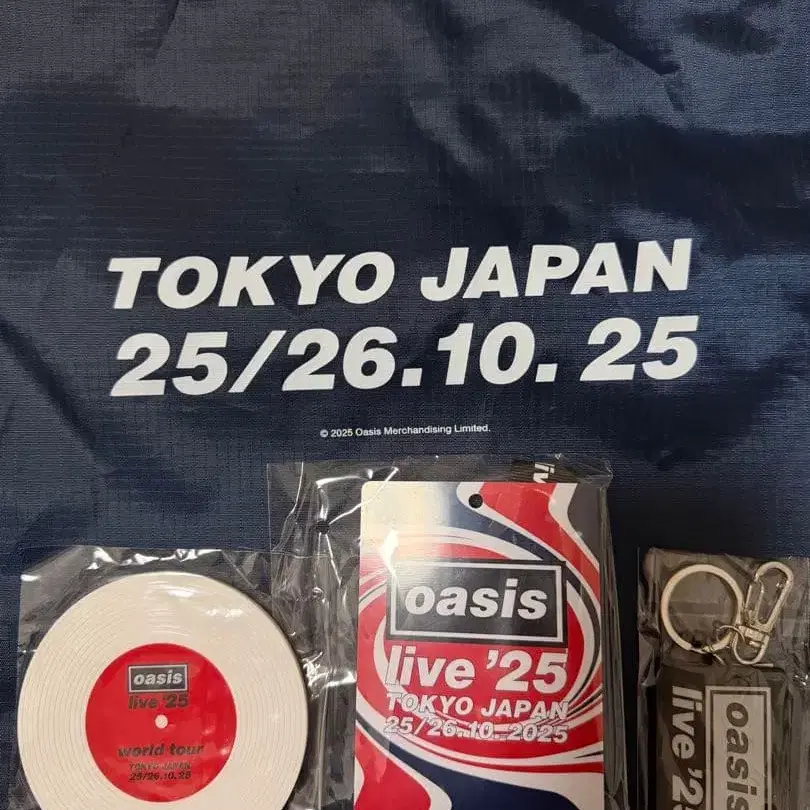 TOKYO JAPAN
25/26.10.25
© 2025 Oasis Merchandising Limited.
oasis
live '25
world tour
TOKYO JAPAN
25/26.10.25
oasis
live '25
TOKYO JAPAN
25/26.10.2025
oasis
live '2